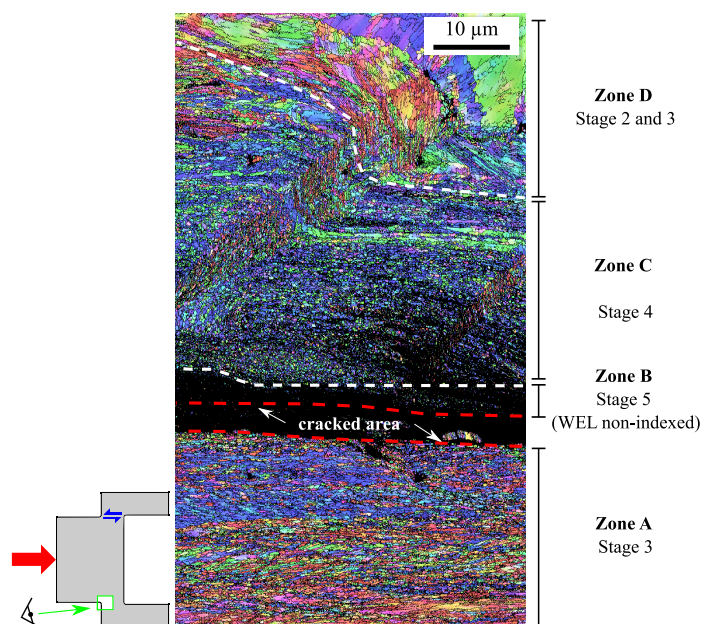 10 µm
Zone D
Stage 2 and 3
Zone C
Stage 4
Zone B
Stage 5
(WEL non-indexed)
cracked area
Zone A
Stage 3